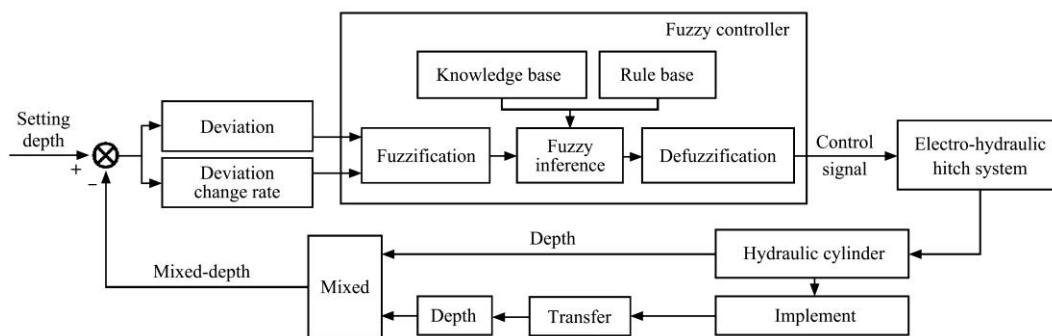 Fuzzy controller
Knowledge base
Rule base
Setting
depth
+
−
Deviation
Deviation
change rate
Fuzzification
Fuzzy
inference
Defuzzification
Control
signal
Electro-hydraulic
hitch system
Depth
Hydraulic cylinder
Mixed-depth
Mixed
Depth
Transfer
Implement